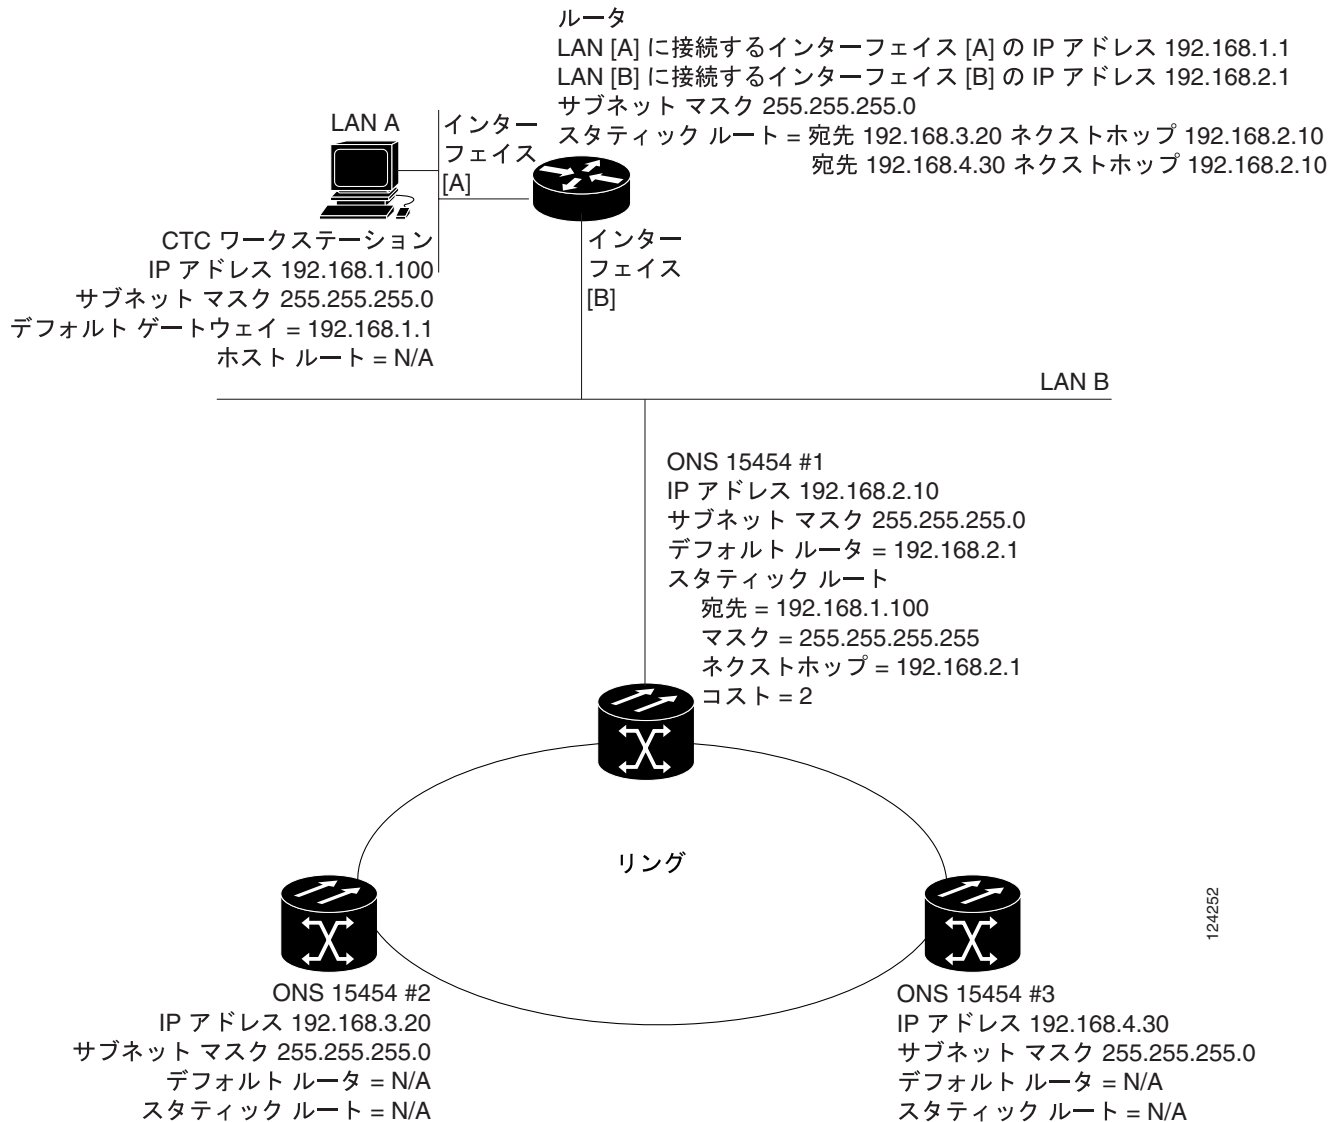 ルータ
LAN [A] に接続するインターフェイス [A] の IP アドレス 192.168.1.1
LAN [B] に接続するインターフェイス [B] の IP アドレス 192.168.2.1
サブネット マスク 255.255.255.0
スタティック ルート = 宛先 192.168.3.20 ネクストホップ 192.168.2.10
宛先 192.168.4.30 ネクストホップ 192.168.2.10
LAN A
インター
フェイス
[A]
CTC ワークステーション
IP アドレス 192.168.1.100
サブネット マスク 255.255.255.0
デフォルト ゲートウェイ = 192.168.1.1
ホスト ルート = N/A
インター
フェイス
[B]
LAN B
ONS 15454 #1
IP アドレス 192.168.2.10
サブネット マスク 255.255.255.0
デフォルト ルータ = 192.168.2.1
スタティック ルート
宛先 = 192.168.1.100
マスク = 255.255.255.255
ネクストホップ = 192.168.2.1
コスト = 2
リング
ONS 15454 #2
IP アドレス 192.168.3.20
サブネット マスク 255.255.255.0
デフォルト ルータ = N/A
スタティック ルート = N/A
ONS 15454 #3
IP アドレス 192.168.4.30
サブネット マスク 255.255.255.0
デフォルト ルータ = N/A
スタティック ルート = N/A
124252